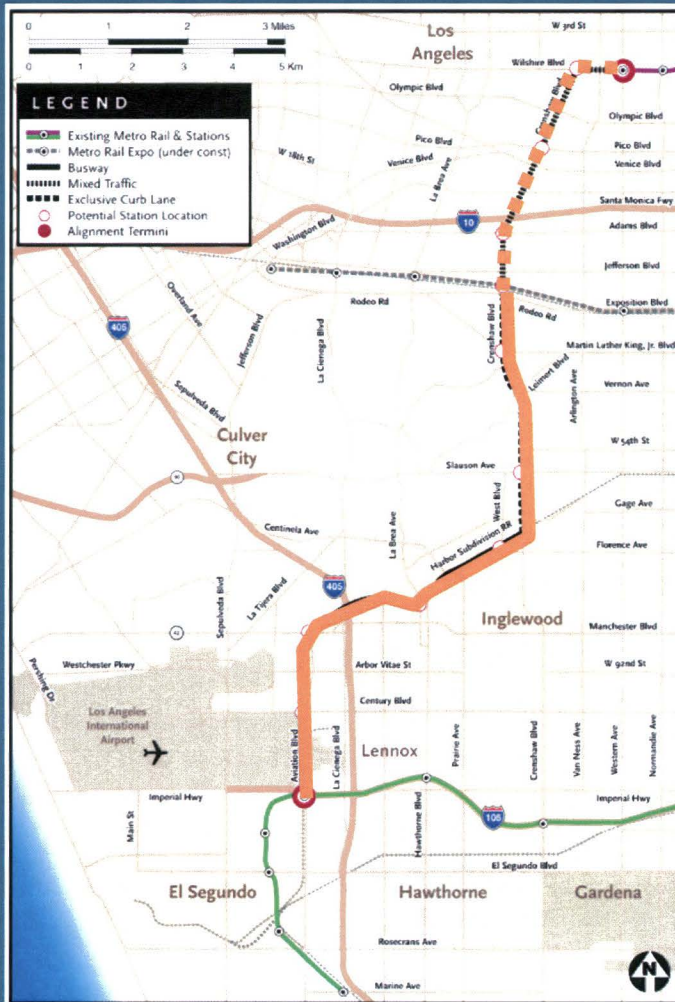 0 1 2 3 Miles
0 1 2 3 4 5 Km
LEGEND
Existing Metro Rail & Stations
Metro Rail Expo (under const)
Busway
Mixed Traffic
Exclusive Curb Lane
Potential Station Location
Alignment Termini
Los
Angeles
W 3rd St
Wilshire Blvd
Olympic Blvd
Crenshaw Blvd
Olympic Blvd
Pico Blvd
Pico Blvd
Venice Blvd
Venice Blvd
W 18th St
La Brea Ave
Santa Monica Fwy
10
Adams Blvd
Washington Blvd
Jefferson Blvd
Overland Ave
Jefferson Blvd
La Cienega Blvd
Rodeo Rd
Rodeo Rd
Exposition Blvd
405
Crenshaw Blvd
Martin Luther King, Jr. Blvd
Leimert Blvd
Arlington Ave
Vernon Ave
Sepulveda Blvd
Culver
City
W 54th St
Slauson Ave
90
West Blvd
Gage Ave
Centinela Ave
La Brea Ave
Harbor Subdivision RR
Florence Ave
405
La Tijera Blvd
Sepulveda Blvd
Inglewood
42
Manchester Blvd
Westchester Pkwy
Arbor Vitae St
W 92nd St
Pershing Dr
Century Blvd
Los Angeles
International
Airport
Aviation Blvd
La Cienega Blvd
Lennox
Prairie Ave
Crenshaw Blvd
Van Ness Ave
Western Ave
Normandie Ave
Imperial Hwy
Main St
Hawthorne Blvd
105
Imperial Hwy
El Segundo Blvd
El Segundo
Hawthorne
Gardena
Rosecrans Ave
Marine Ave
N